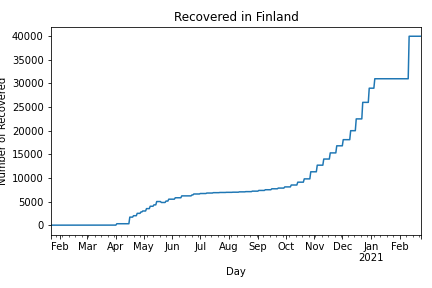 Recovered in Finland
40000
35000
30000
25000
20000
15000
10000
5000
0
Number of Recovered
Feb Mar Apr May Jun Jul Aug Sep Oct Nov Dec Jan Feb
2021
Day